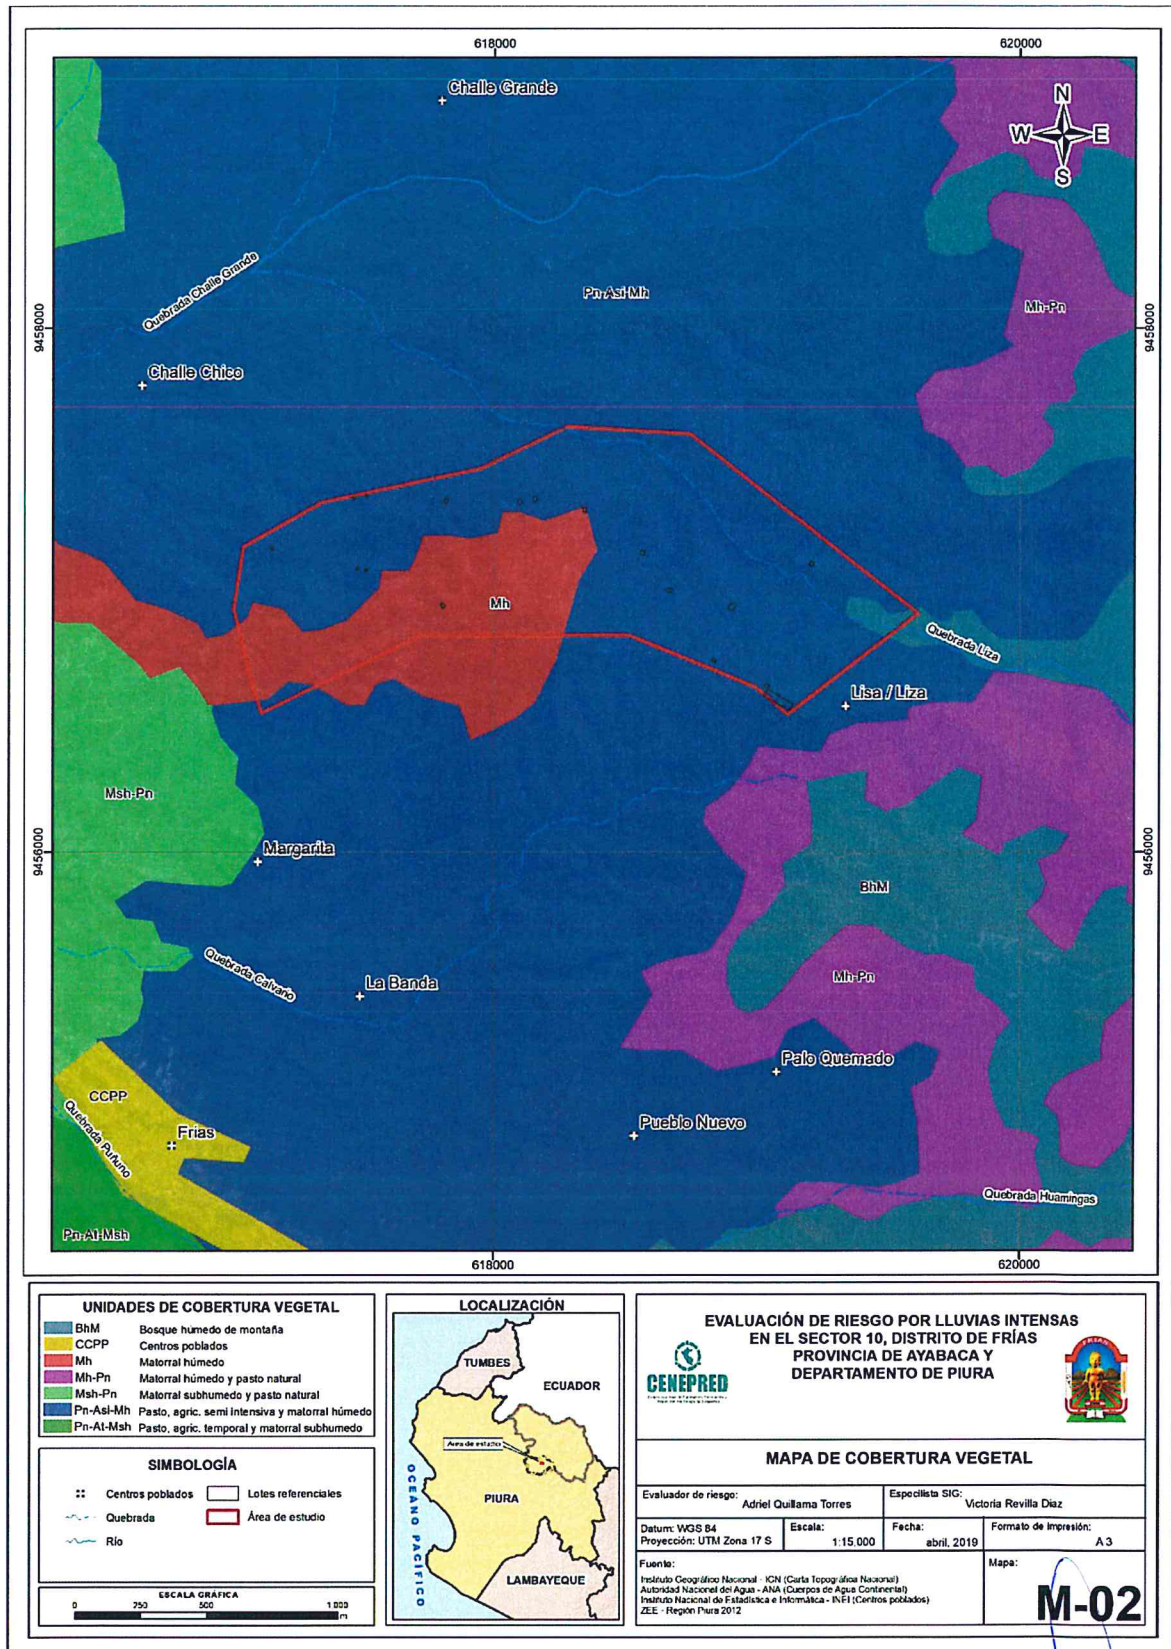 618000
620000
Challe Grande
N
W
E
S
Quebrada Challe Grande
Pn-Asi-Mh
Mh-Pn
9458000
9458000
Challe Chico
Mh
Quebrada Liza
Lisa / Liza
Msh-Pn
Margarita
9456000
9456000
BhM
Quebrada Calvario
La Banda
Mh-Pn
Palo Quemado
CCPP
Frias
Pueblo Nuevo
Quebrada Puñuno
Quebrada Huamingas
Pn-At-Msh
618000
620000
UNIDADES DE COBERTURA VEGETAL
BhM Bosque húmedo de montaña
CCPP Centros poblados
Mh Matorral húmedo
Mh-Pn Matorral húmedo y pasto natural
Msh-Pn Matorral subhumedo y pasto natural
Pn-Asi-Mh Pasto, agric. semi intensiva y matorral húmedo
Pn-At-Msh Pasto, agric. temporal y matorral subhumedo
SIMBOLOGÍA
Centros poblados
Lotes referenciales
Quebrada
Área de estudio
Río
ESCALA GRÁFICA
0 250 500 1 000
m
LOCALIZACIÓN
TUMBES
ECUADOR
Area de estudio
OCEANO PACÍFICO
PIURA
LAMBAYEQUE
EVALUACIÓN DE RIESGO POR LLUVIAS INTENSAS
EN EL SECTOR 10, DISTRITO DE FRÍAS
PROVINCIA DE AYABACA Y
DEPARTAMENTO DE PIURA
CENEPRED
FRIAS
MAPA DE COBERTURA VEGETAL
Evaluador de riesgo:
Adriel Quillama Torres
Especilista SIG:
Victoria Revilla Diaz
Datum: WGS 84
Proyección: UTM Zona 17 S
Escala:
1:15,000
Fecha:
abril, 2019
Formato de impresión:
A 3
Fuente:
Instituto Geográfico Nacional - IGN (Carta Topográfica Nacional)
Autoridad Nacional del Agua - ANA (Cuerpos de Agua Continental)
Instituto Nacional de Estadística e Informática - INEI (Centros poblados)
ZEE - Región Piura 2012
Mapa:
M-02